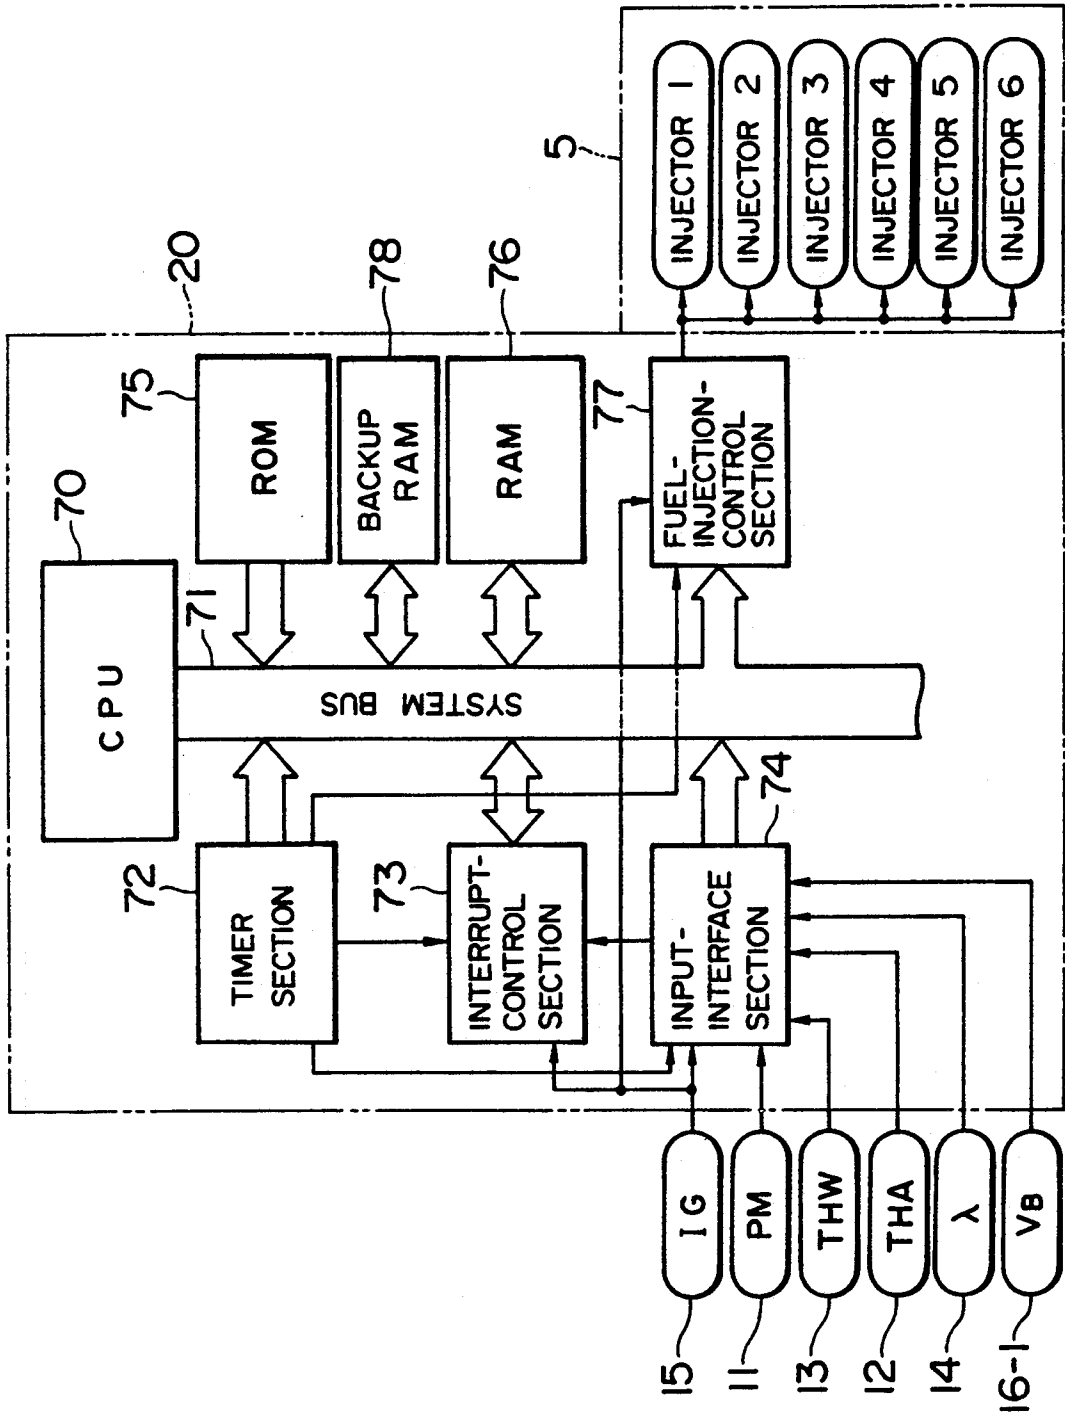 20
5
70
CPU
71
SYSTEM BUS
75
ROM
78
BACKUP
RAM
76
RAM
77
FUEL-
INJECTION-
CONTROL
SECTION
72
TIMER
SECTION
73
INTERRUPT-
CONTROL
SECTION
74
INPUT-
INTERFACE
SECTION
INJECTOR 1
INJECTOR 2
INJECTOR 3
INJECTOR 4
INJECTOR 5
INJECTOR 6
15
IG
11
PM
13
THW
12
THA
14
λ
16-1
VB